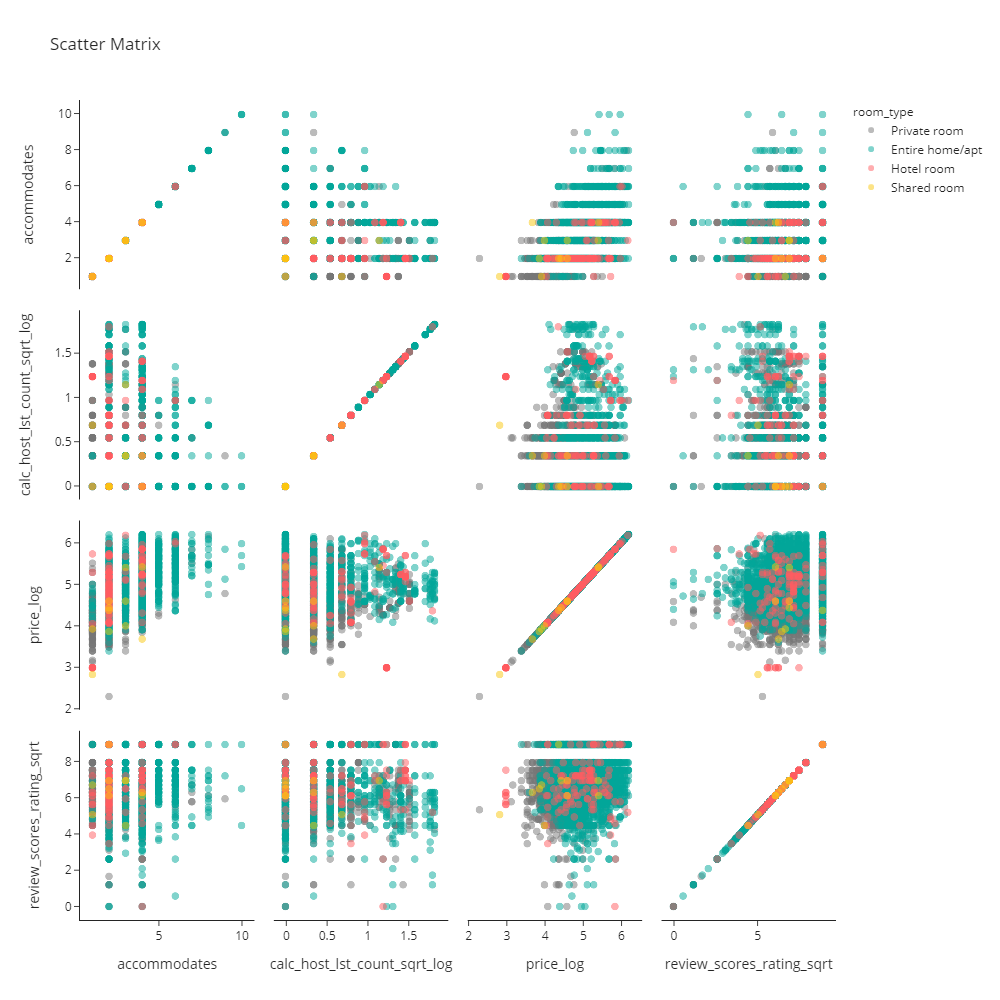 Scatter Matrix
room_type
Private room
Entire home/apt
Hotel room
Shared room
accommodates
10
8
6
4
2
calc_host_lst_count_sqrt_log
1.5
1
0.5
0
price_log
6
5
4
3
2
review_scores_rating_sqrt
8
6
4
2
0
5 10 0 0.5 1 1.5 2 3 4 5 6 0 5
accommodates calc_host_lst_count_sqrt_log price_log review_scores_rating_sqrt